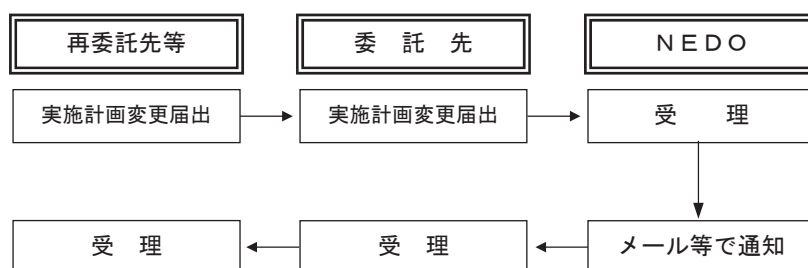 再委託先等
委　託　先
ＮＥＤＯ
実施計画変更届出
実施計画変更届出
受　　理
受　理
受　理
メール等で通知